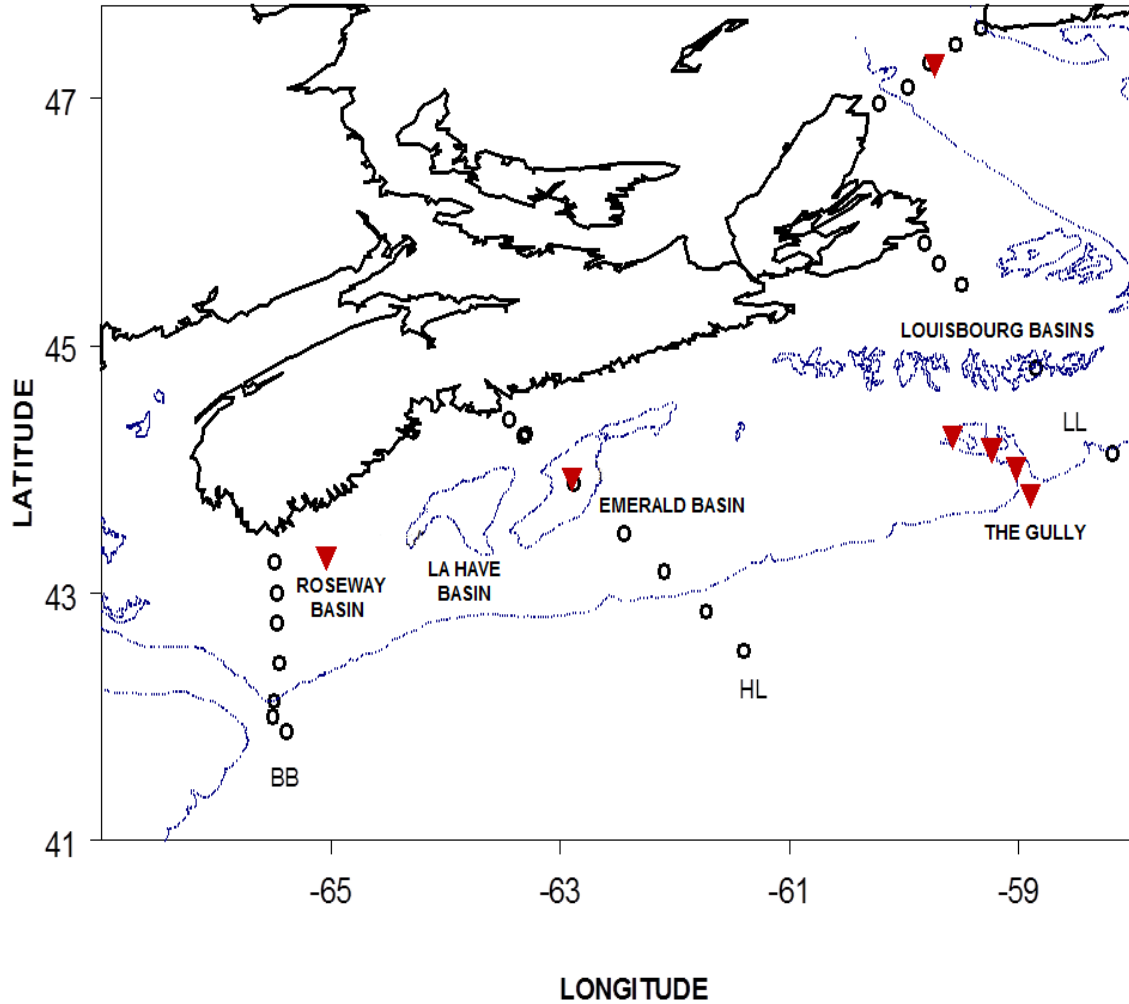 47
45
43
41
LATITUDE
LOUISBOURG BASINS
LL
EMERALD BASIN
THE GULLY
LA HAVE
BASIN
ROSEWAY
BASIN
HL
BB
-65
-63
-61
-59
LONGITUDE